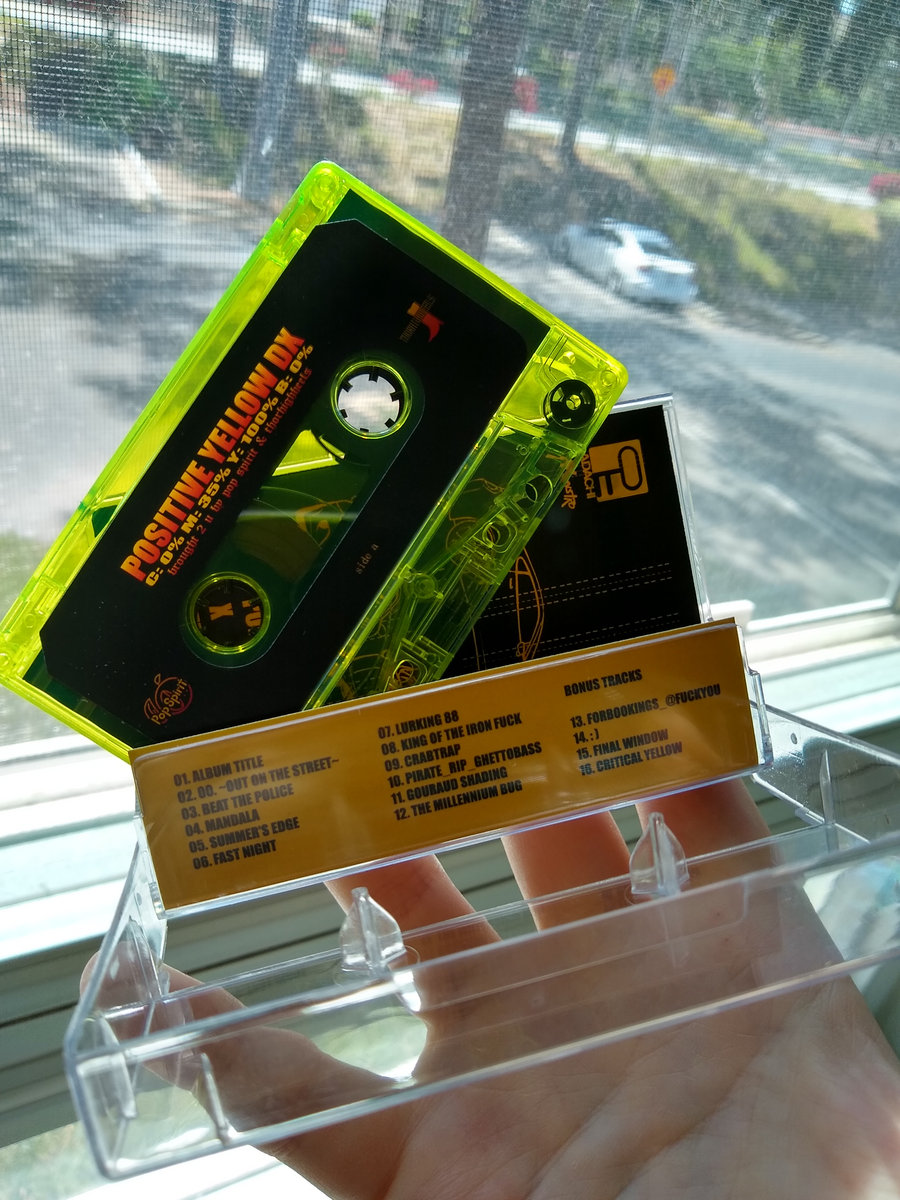 POSITIVE YELLOW DX
C: 0% M: 35% Y: 100% B: 0%
brought 2 u by pop spirit & thathighheels
side a
PopSpirit
01. ALBUM TITLE
02. 00. ~OUT ON THE STREET~
03. BEAT THE POLICE
04. MANDALA
05. SUMMER'S EDGE
06. FAST NIGHT
07. LURKING 88
08. KING OF THE IRON FUCK
09. CRABTRAP
10. PIRATE_RIP_GHETTOBASS
11. GOURAUD SHADING
12. THE MILLENNIUM BUG
BONUS TRACKS
13. FORBOOKINGS_@FUCKYOU
14. : )
15. FINAL WINDOW
16. CRITICAL YELLOW